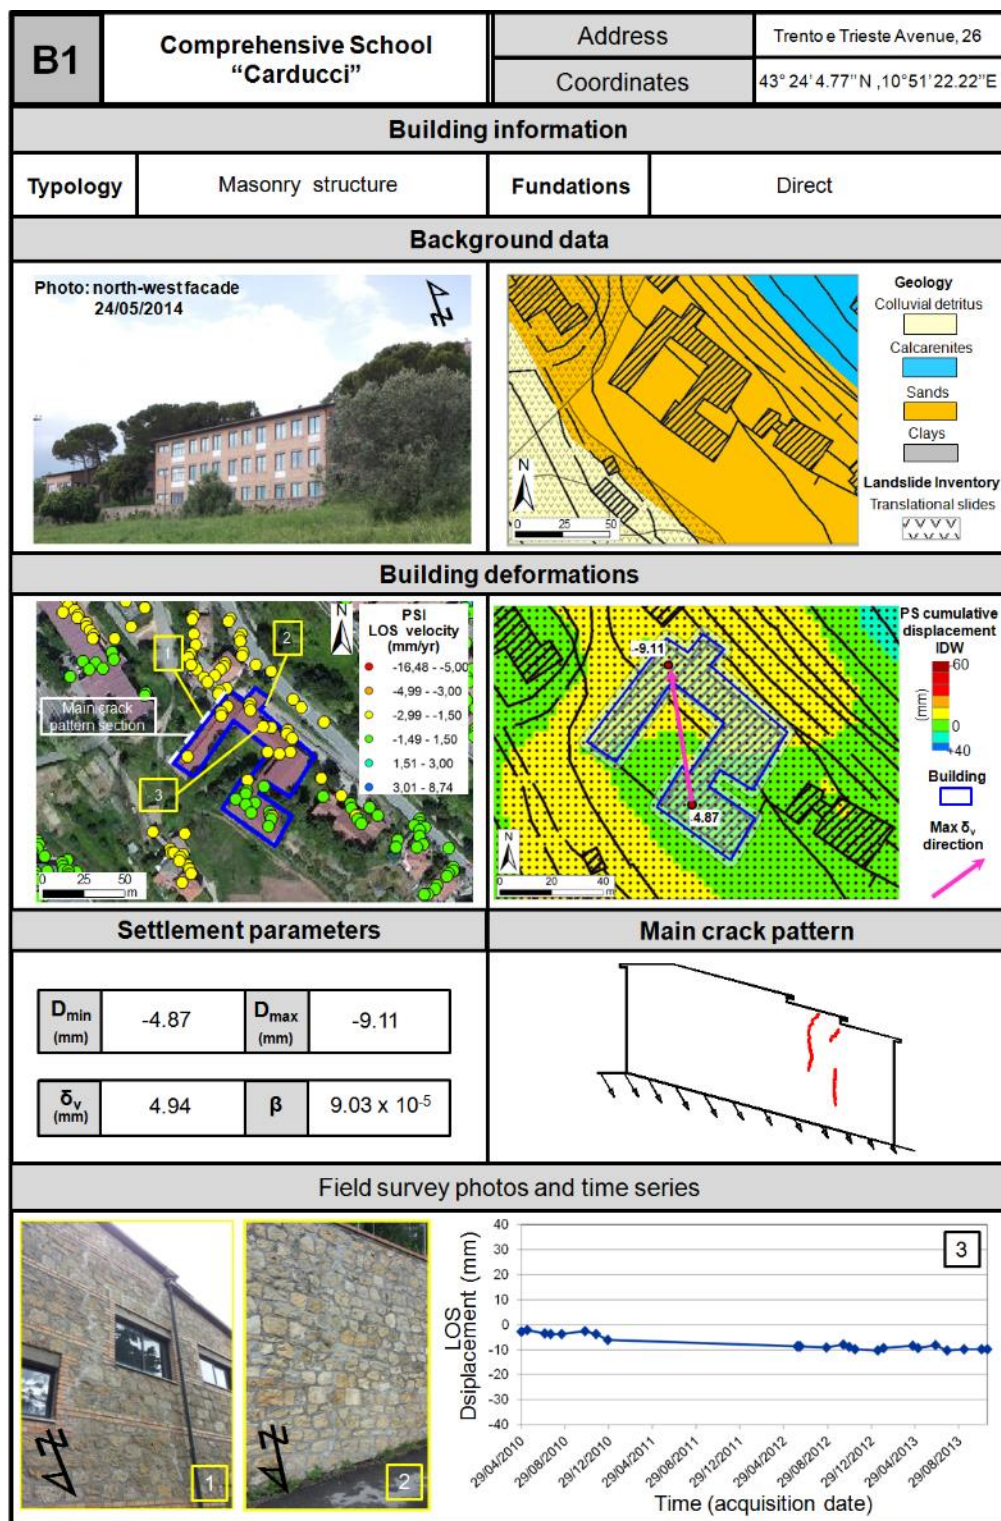 B1
Comprehensive School
“Carducci”
Address
Trento e Trieste Avenue, 26
Coordinates
43° 24' 4.77’’ N ,10°51’ 22.22’’E
Building information
Typology
Masonry structure
Fundations
Direct
Background data
Photo: north-west facade
24/05/2014
N
N
0 25 50
Geology
Colluvial detritus
Calcarenites
Sands
Clays
Landslide Inventory
Translational slides
Building deformations
1
2
3
Main crack
pattern section
N
PSI
LOS velocity
(mm/yr)
-16,48 - -5,00
-4,99 - -3,00
-2,99 - -1,50
-1,49 - 1,50
1,51 - 3,00
3,01 - 8,74
0 25 50
m
-9.11
-4.87
N
0 20 40
m
PS cumulative
displacement
IDW
(mm)
-60
0
+40
Building
Max δv
direction
Settlement parameters
Main crack pattern
Dmin
(mm)
-4.87
Dmax
(mm)
-9.11
δv
(mm)
4.94
β
9.03 x 10-5
Field survey photos and time series
N
1
N
2
LOS
Dsiplacement (mm)
40
30
20
10
0
-10
-20
-30
-40
3
29/04/2010
29/08/2010
29/12/2010
29/04/2011
29/08/2011
29/12/2011
29/04/2012
29/08/2012
29/12/2012
29/04/2013
29/08/2013
Time (acquisition date)